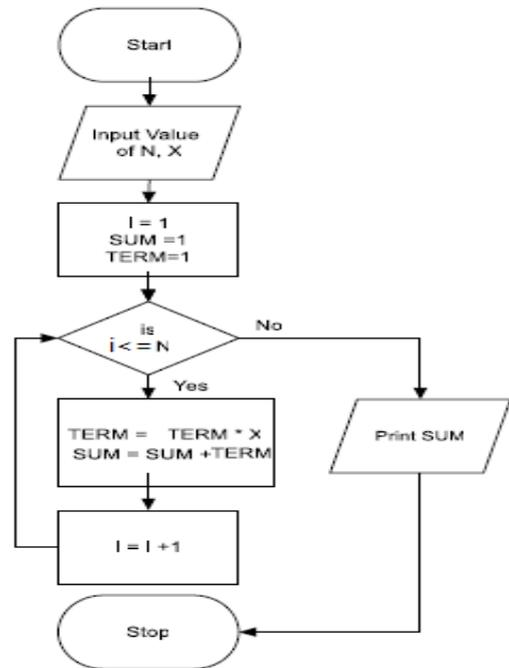 Start
Input Value
of N, X
I = 1
SUM =1
TERM=1
is
i < = N
No
Yes
TERM = TERM * X
SUM = SUM +TERM
Print SUM
I = I +1
Stop